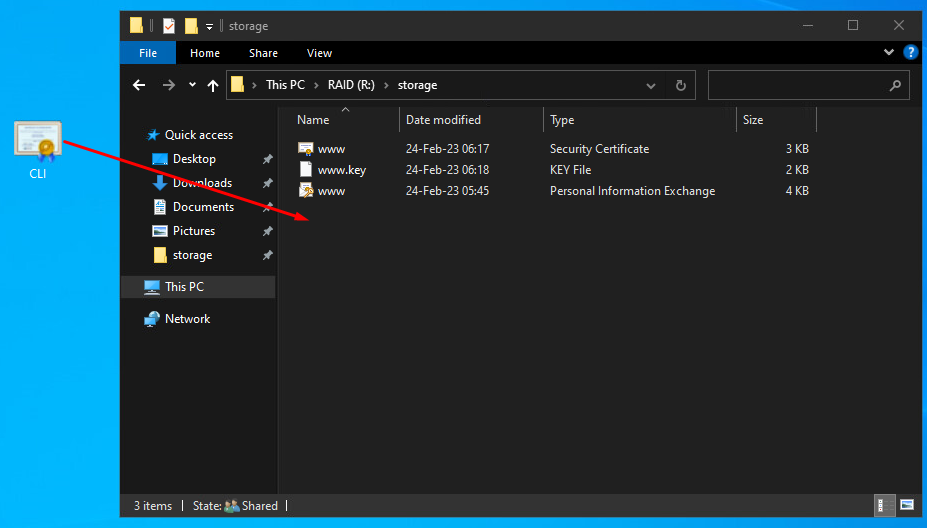 storage
File Home Share View
This PC RAID (R:) storage
Name Date modified Type Size
Quick access
Desktop
Downloads
Documents
Pictures
storage
This PC
Network
www 24-Feb-23 06:17 Security Certificate 3 KB
www.key 24-Feb-23 06:18 KEY File 2 KB
www 24-Feb-23 05:45 Personal Information Exchange 4 KB
CLI
3 items State: Shared